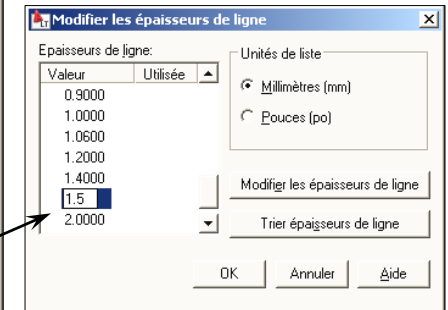 Modifier les épaisseurs de ligne
Epaisseurs de ligne:
Valeur Utilisée
0.9000
1.0000
1.0600
1.2000
1.4000
1.5
2.0000
Unités de liste
Millimètres (mm)
Pouces (po)
Modifier les épaisseurs de ligne
Trier épaisseurs de ligne
OK Annuler Aide